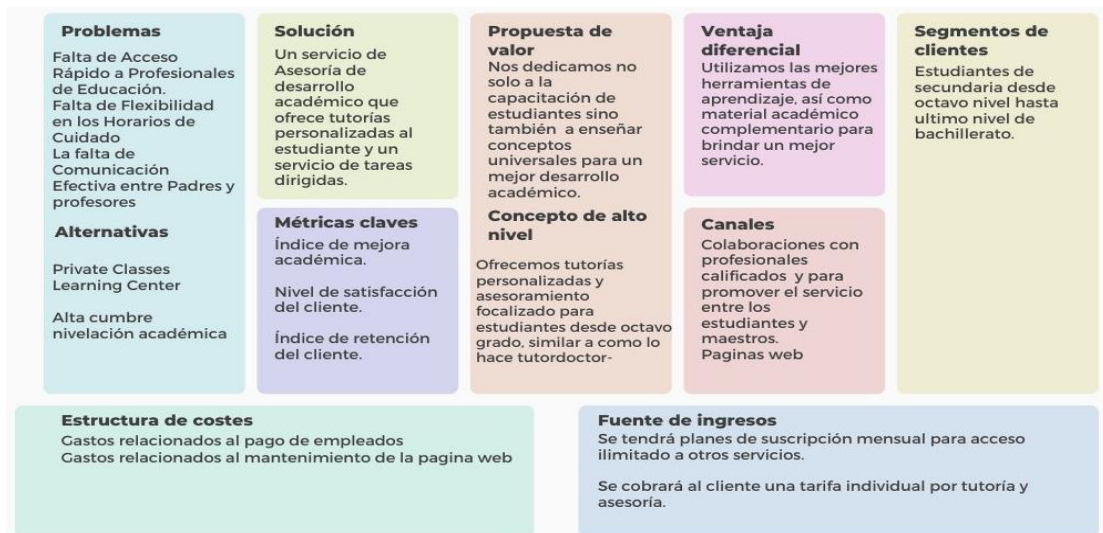 Problemas
Falta de Acceso
Rápido a Profesionales
de Educación.
Falta de Flexibilidad
en los Horarios de
Cuidado
La falta de
Comunicación
Efectiva entre Padres y
profesores
Alternativas
Private Classes
Learning Center
Alta cumbre
nivelación académica
Solución
Un servicio de
Asesoría de
desarrollo
académico que
ofrece tutorías
personalizadas al
estudiante y un
servicio de tareas
dirigidas.
Métricas claves
Índice de mejora
académica.
Nivel de satisfacción
del cliente.
Índice de retención
del cliente.
Propuesta de
valor
Nos dedicamos no
solo a la
capacitación de
estudiantes sino
también a enseñar
conceptos
universales para un
mejor desarrollo
académico.
Concepto de alto
nivel
Ofrecemos tutorías
personalizadas y
asesoramiento
focalizado para
estudiantes desde octavo
grado, similar a como lo
hace tutordoctor-
Ventaja
diferencial
Utilizamos las mejores
herramientas de
aprendizaje, así como
material académico
complementario para
brindar un mejor
servicio.
Canales
Colaboraciones con
profesionales
calificados y para
promover el servicio
entre los
estudiantes y
maestros.
Paginas web
Segmentos de
clientes
Estudiantes de
secundaria desde
octavo nivel hasta
ultimo nivel de
bachillerato.
Estructura de costes
Gastos relacionados al pago de empleados
Gastos relacionados al mantenimiento de la pagina web
Fuente de ingresos
Se tendrá planes de suscripción mensual para acceso
ilimitado a otros servicios.
Se cobrará al cliente una tarifa individual por tutoría y
asesoría.